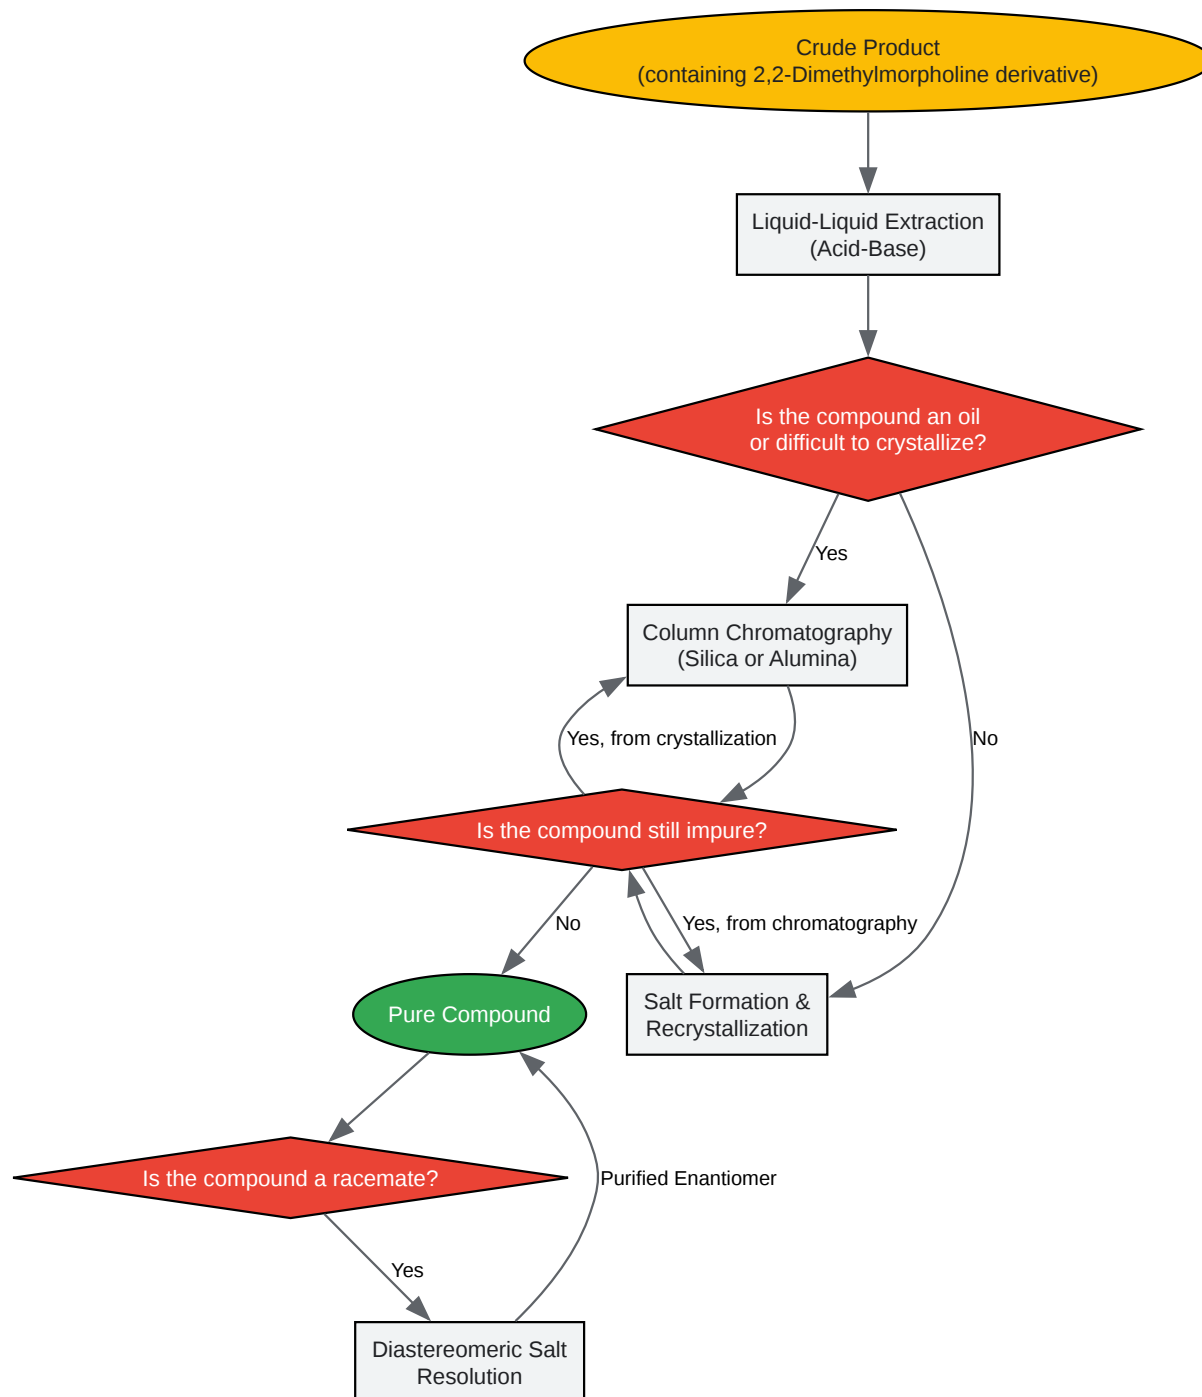 Crude Product
(containing 2,2-Dimethylmorpholine derivative)
Liquid-Liquid Extraction
(Acid-Base)
Is the compound an oil
or difficult to crystallize?
Yes
Column Chromatography
(Silica or Alumina)
Yes, from crystallization
No
Is the compound still impure?
No
Yes, from chromatography
Pure Compound
Salt Formation &
Recrystallization
Is the compound a racemate?
Purified Enantiomer
Yes
Diastereomeric Salt
Resolution